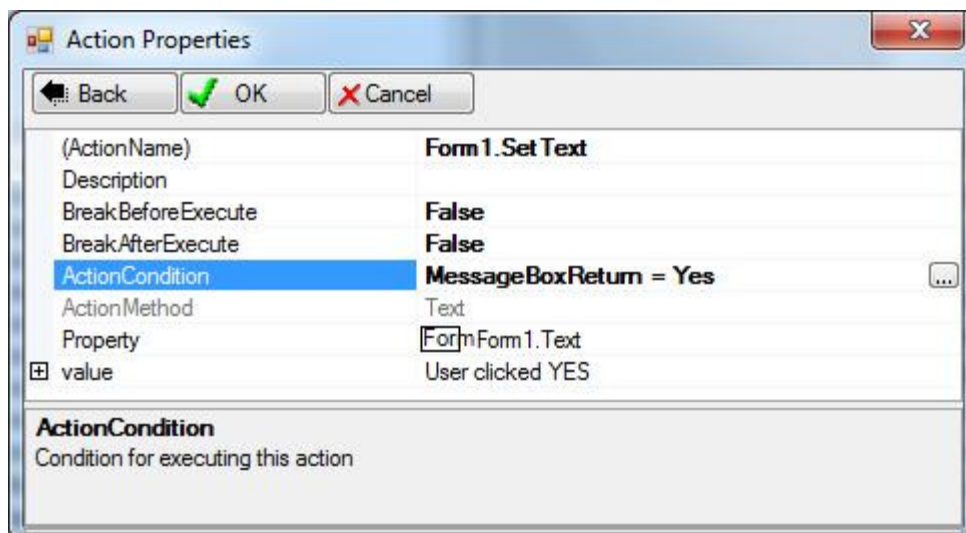 Action Properties
Back OK Cancel
(ActionName) Form1.SetText
Description
BreakBeforeExecute False
BreakAfterExecute False
ActionCondition MessageBoxReturn = Yes ...
ActionMethod Text
Property Form Form1.Text
value User clicked YES
ActionCondition
Condition for executing this action